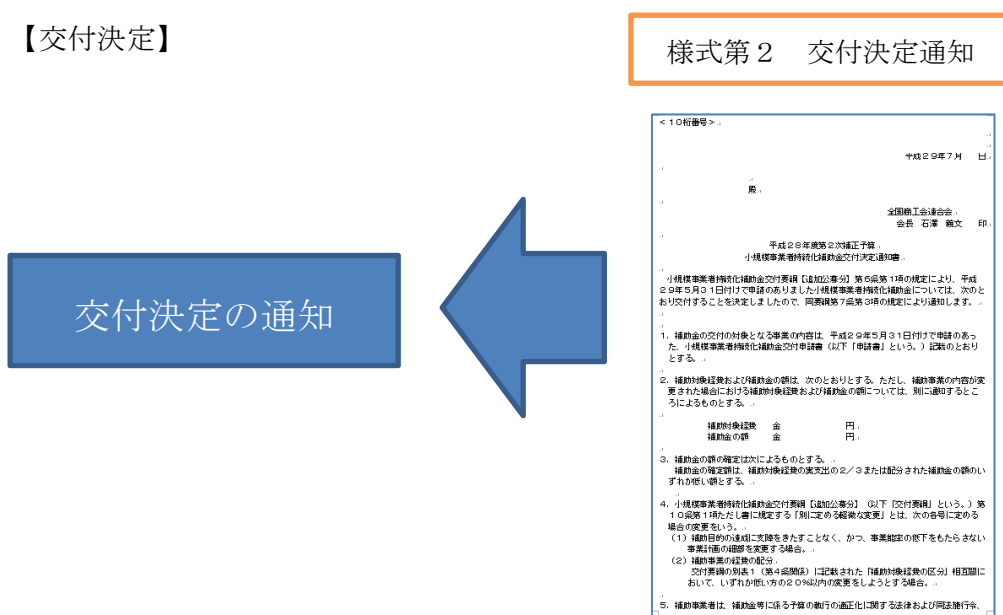 【交付決定】
様式第２　交付決定通知
交付決定の通知
＜１０桁番号＞
平成２９年７月　　日
殿
全国商工会連合会
会長　石澤　義文　　印
平成２８年度第２次補正予算
小規模事業者持続化補助金交付決定通知書
小規模事業者持続化補助金交付要綱【追加公募分】第６条第１項の規定により、平成
２９年５月３１日付けで申請のありました小規模事業者持続化補助金については、次のと
おり交付することを決定しましたので、同要綱第７条第３項の規定により通知します。
１．補助金の交付の対象となる事業の内容は、平成２９年５月３１日付けで申請のあっ
た、小規模事業者持続化補助金交付申請書（以下「申請書」という。）記載のとおり
とする。
２．補助対象経費および補助金の額は、次のとおりとする。ただし、補助事業の内容が変
更された場合における補助対象経費および補助金の額については、別に通知するとこ
ろによるものとする。
補助対象経費　　金　　　　　　円
補助金の額　　　金　　　　　　円
３．補助金の額の確定は次によるものとする。
補助金の確定額は、補助対象経費の実支出の２／３または配分された補助金の額のい
ずれか低い額とする。
４．小規模事業者持続化補助金交付要綱【追加公募分】（以下「交付要綱」という。）第
１０条第１項ただし書に規定する「別に定める軽微な変更」とは、次の各号に定める
場合の変更をいう。
（１）補助目的の達成に支障をきたすことなく、かつ、事業能率の低下をもたらさない
事業計画の細部を変更する場合。
（２）補助事業の経費の配分
交付要綱の別表１（第４条関係）に記載された「補助対象経費の区分」相互間に
おいて、いずれか低い方の２０％以内の変更をしようとする場合。
５．補助事業者は、補助金等に係る予算の執行の適正化に関する法律および同法施行令、